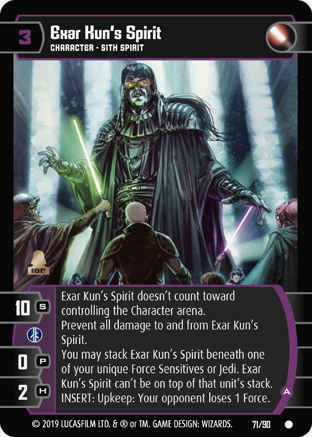 3
Exar Kun's Spirit
CHARACTER - SITH SPIRIT
IDC
10 S
Exar Kun's Spirit doesn't count toward
controlling the Character arena.
Prevent all damage to and from Exar Kun's
Spirit.
0 P
You may stack Exar Kun's Spirit beneath one
of your unique Force Sensitives or Jedi. Exar
Kun's Spirit can't be on top of that unit's stack.
2 H
INSERT: Upkeep: Your opponent loses 1 Force.
A
© 2019 LUCASFILM LTD. & ® or TM. GAME DESIGN: WIZARDS.
71/90